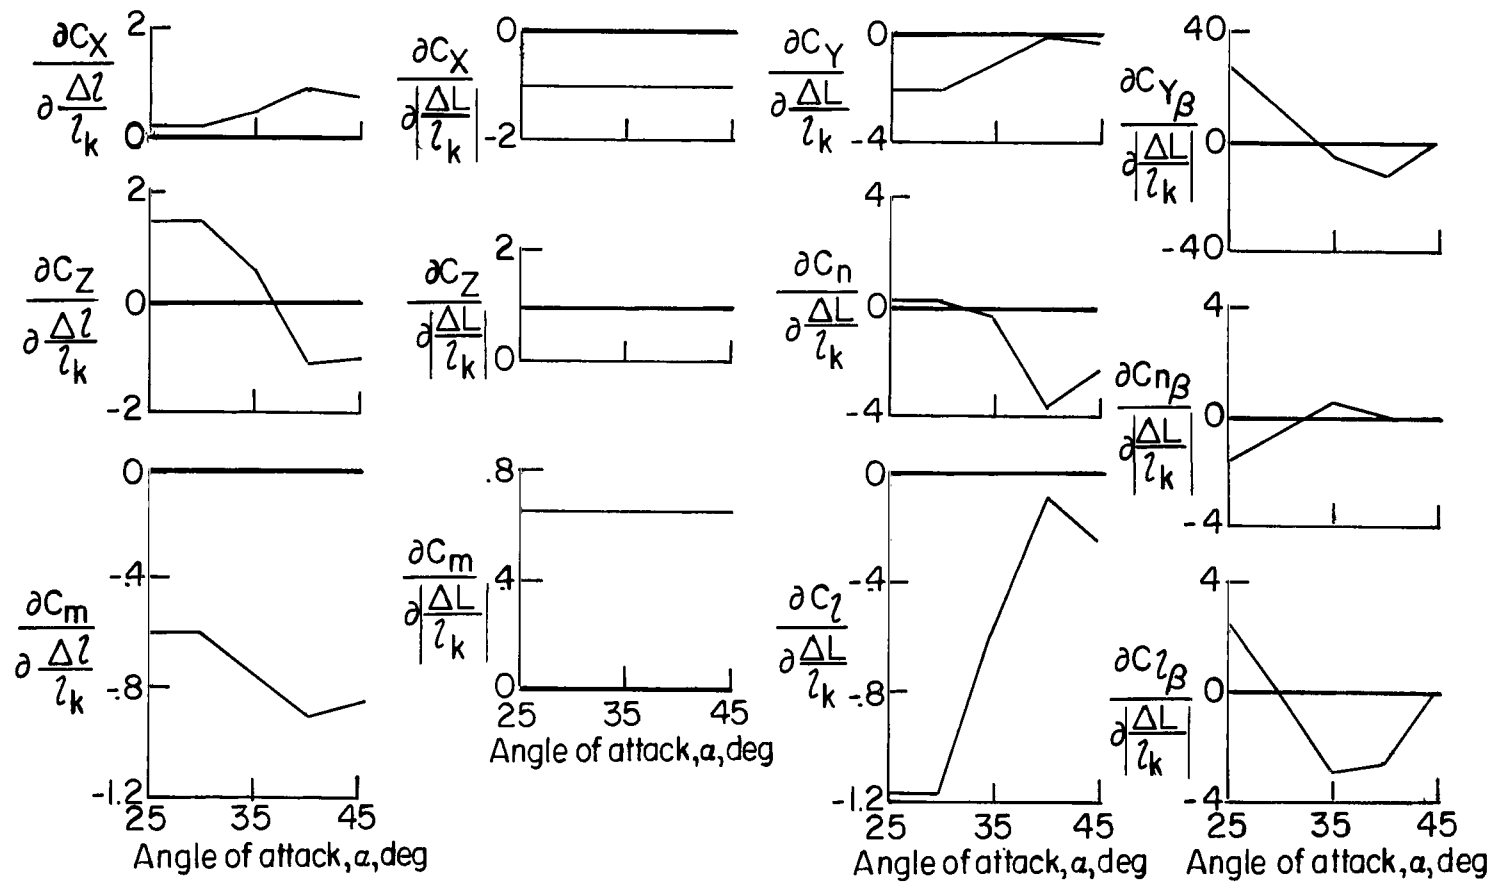 ∂C_X
∂ Δl
l_k
2
0
∂C_Z
∂ Δl
l_k
2
0
-2
∂C_m
∂ Δl
l_k
0
-.4
-.8
-1.2
25 35 45
Angle of attack, α, deg
∂C_X
∂|ΔL
l_k|
0
-2
∂C_Z
∂|ΔL
l_k|
2
0
∂C_m
∂|ΔL
l_k|
.8
.4
0
25 35 45
Angle of attack, α, deg
∂C_Y
∂ ΔL
l_k
0
-4
∂C_n
∂ ΔL
l_k
4
0
-4
∂C_l
∂ ΔL
l_k
0
-.4
-.8
-1.2
25 35 45
Angle of attack, α, deg
∂C_Yβ
∂|ΔL
l_k|
40
0
-40
∂C_nβ
∂|ΔL
l_k|
4
0
-4
∂C_lβ
∂|ΔL
l_k|
4
0
-4
25 35 45
Angle of attack, α, deg